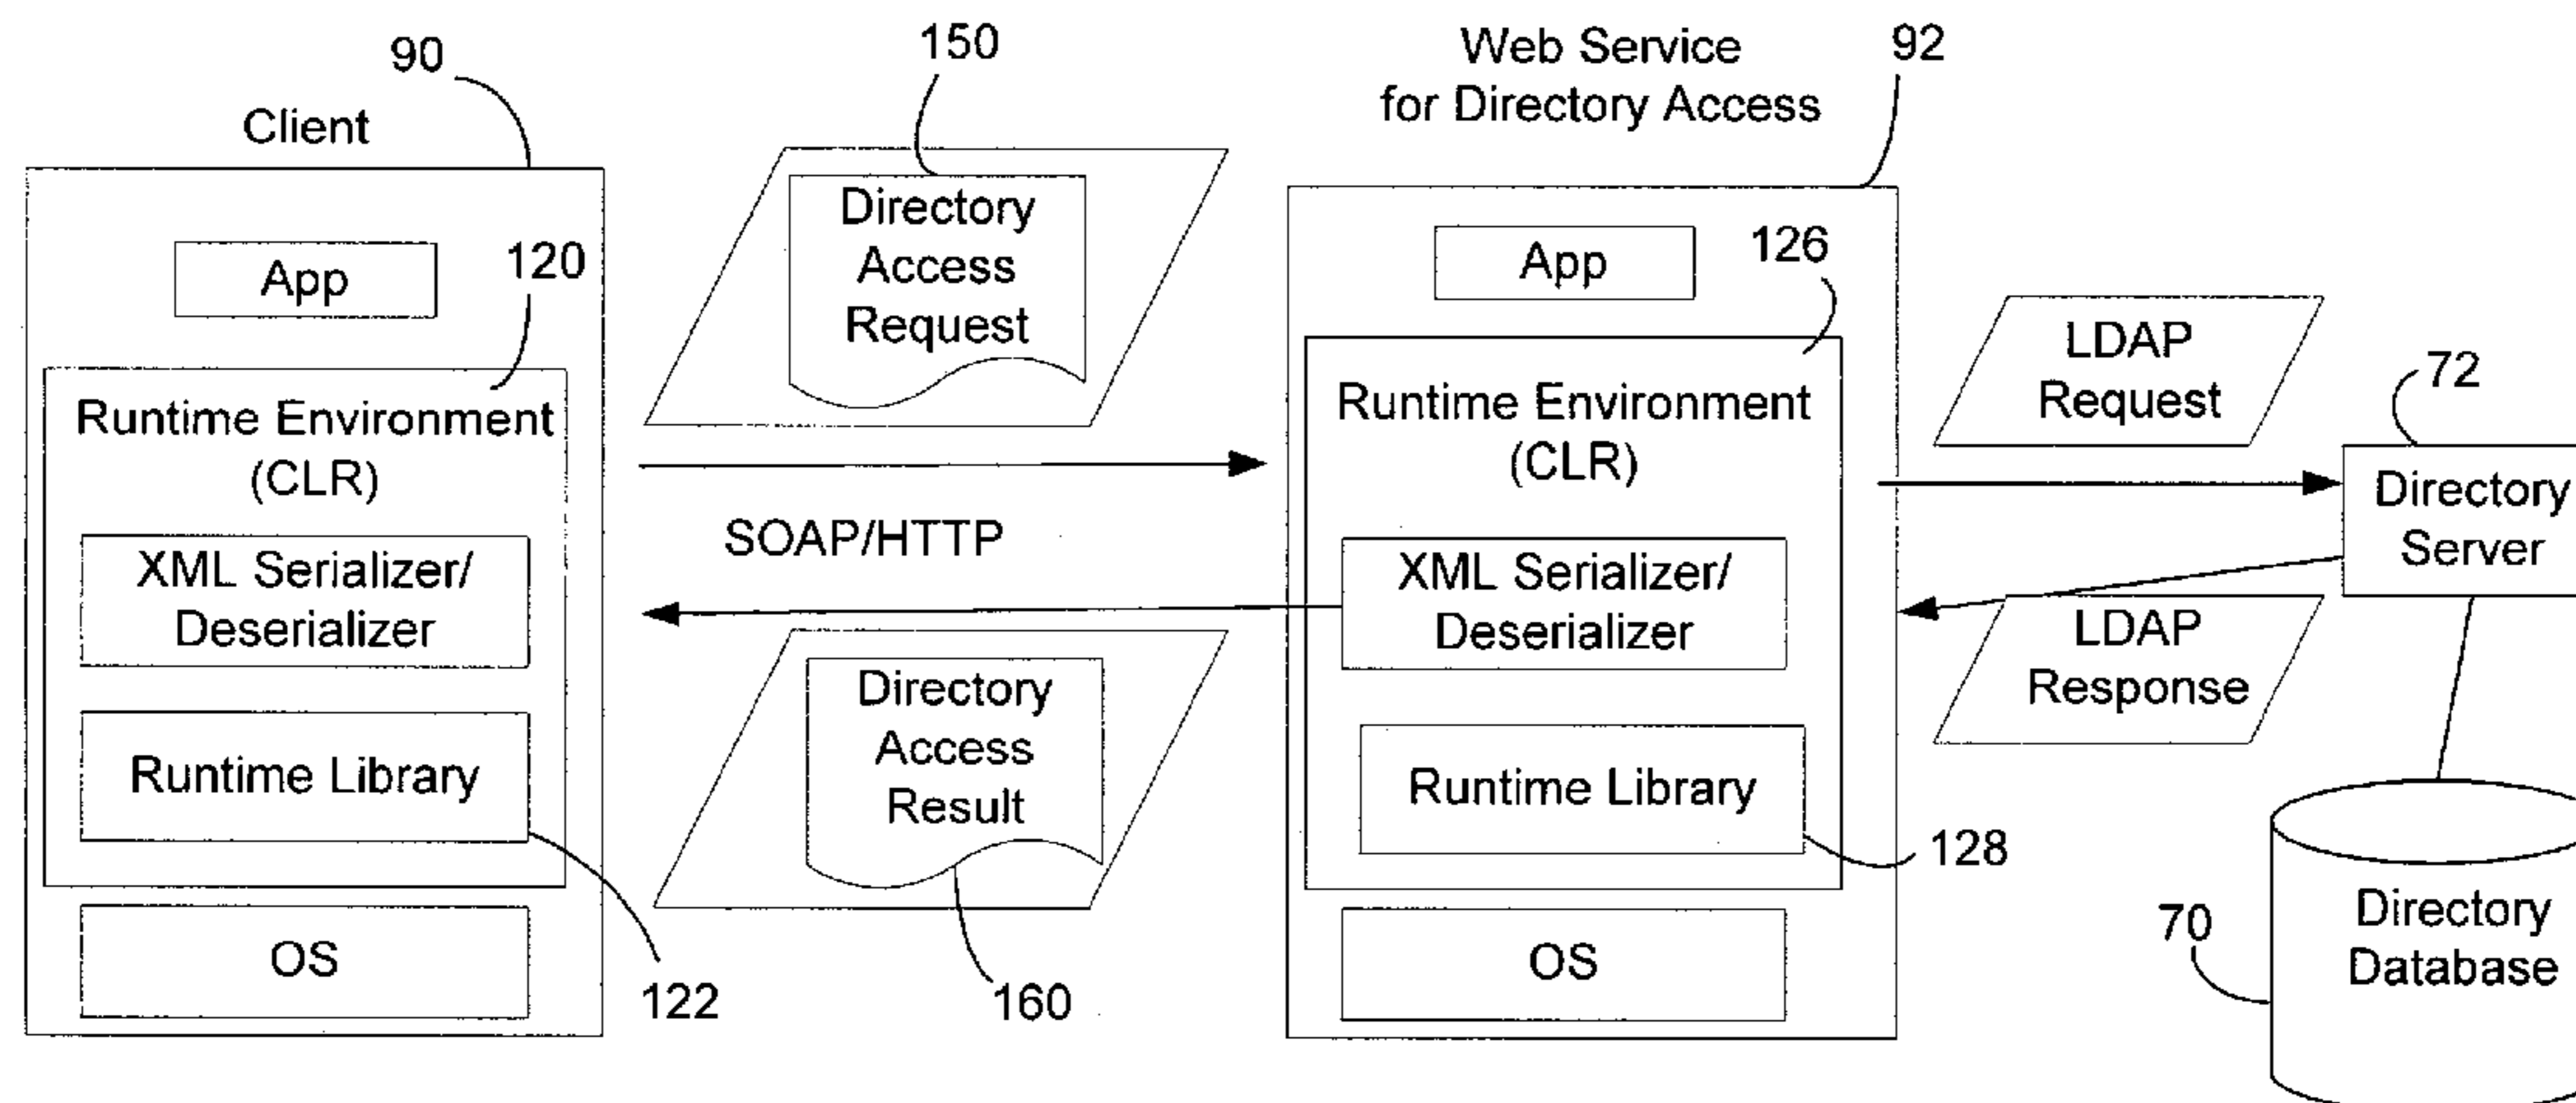 90
Client
App
120
Runtime Environment
(CLR)
XML Serializer/
Deserializer
Runtime Library
OS
122
150
Directory
Access
Request
SOAP/HTTP
Directory
Access
Result
160
Web Service
for Directory Access
92
App
126
Runtime Environment
(CLR)
XML Serializer/
Deserializer
Runtime Library
128
OS
LDAP
Request
72
Directory
Server
LDAP
Response
70
Directory
Database